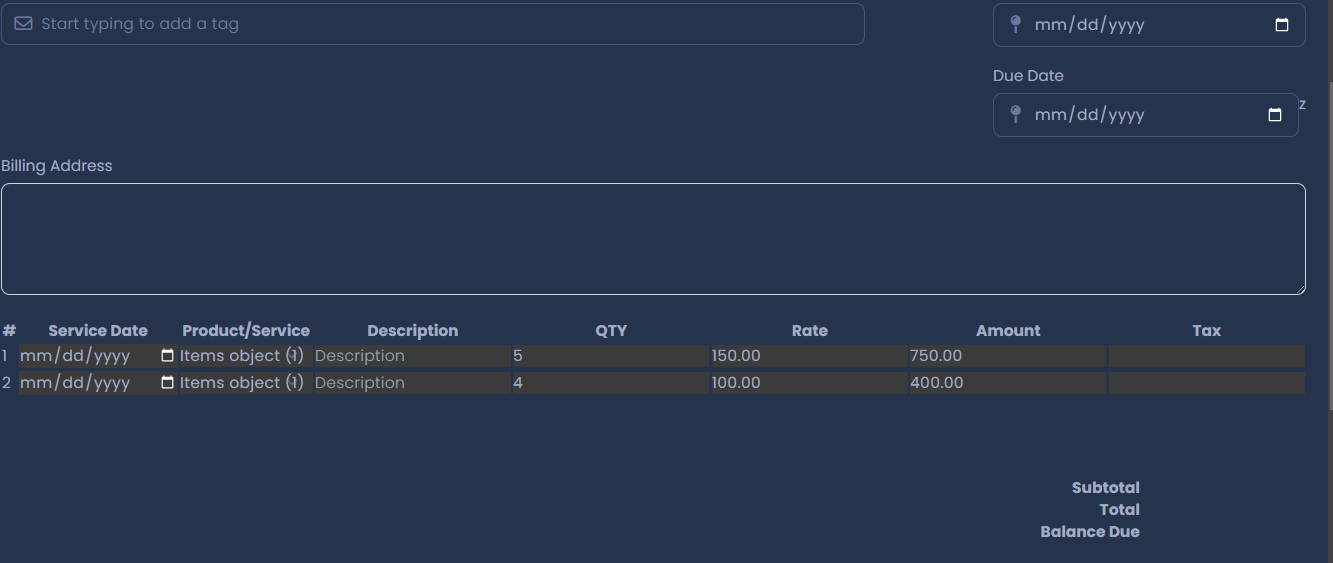 Start typing to add a tag
mm/dd/yyyy
Due Date
mm/dd/yyyy
z
Billing Address
# Service Date Product/Service Description QTY Rate Amount Tax
1 mm/dd/yyyy Items object (1) Description 5 150.00 750.00
2 mm/dd/yyyy Items object (1) Description 4 100.00 400.00
Subtotal
Total
Balance Due